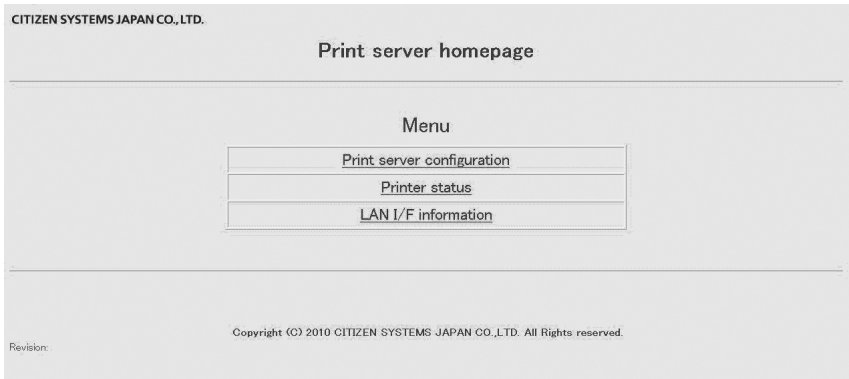 CITIZEN SYSTEMS JAPAN CO., LTD.
Print server homepage
Menu
Print server configuration
Printer status
LAN I/F information
Copyright (C) 2010 CITIZEN SYSTEMS JAPAN CO.,LTD. All Rights reserved.
Revision: